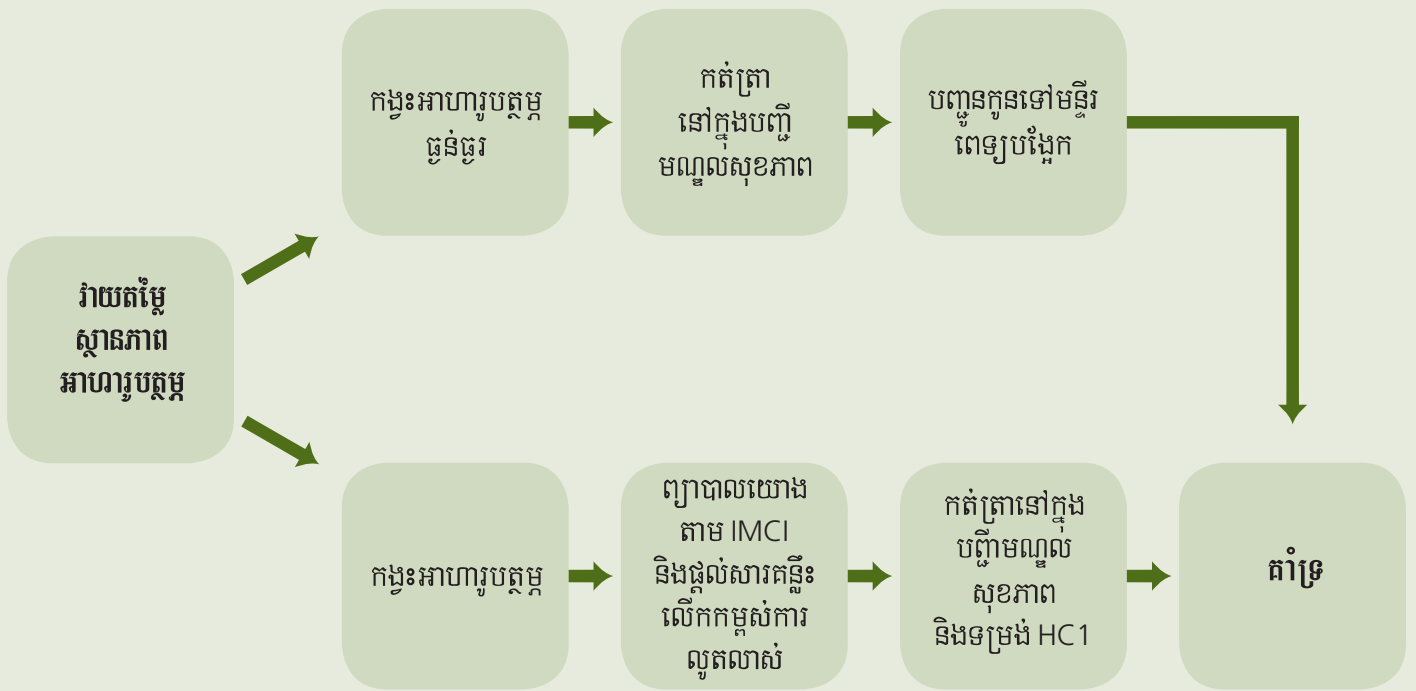 កង្វះអាហារូបត្ថម្ភ
ធ្ងន់ធ្ងរ
កត់ត្រា
នៅក្នុងបញ្ជី
មណ្ឌលសុខភាព
បញ្ជូនកូនទៅមន្ទីរ
ពេទ្យបង្អែក
វាយតម្លៃ
ស្ថានភាព
អាហារូបត្ថម្ភ
កង្វះអាហារូបត្ថម្ភ
ព្យាបាលយោង
តាម IMCI
និងផ្តល់សារគន្លឹះ
លើកកម្ពស់ការ
លូតលាស់
កត់ត្រានៅក្នុង
បញ្ជីមណ្ឌល
សុខភាព
និងទម្រង់ HC1
គាំទ្រ